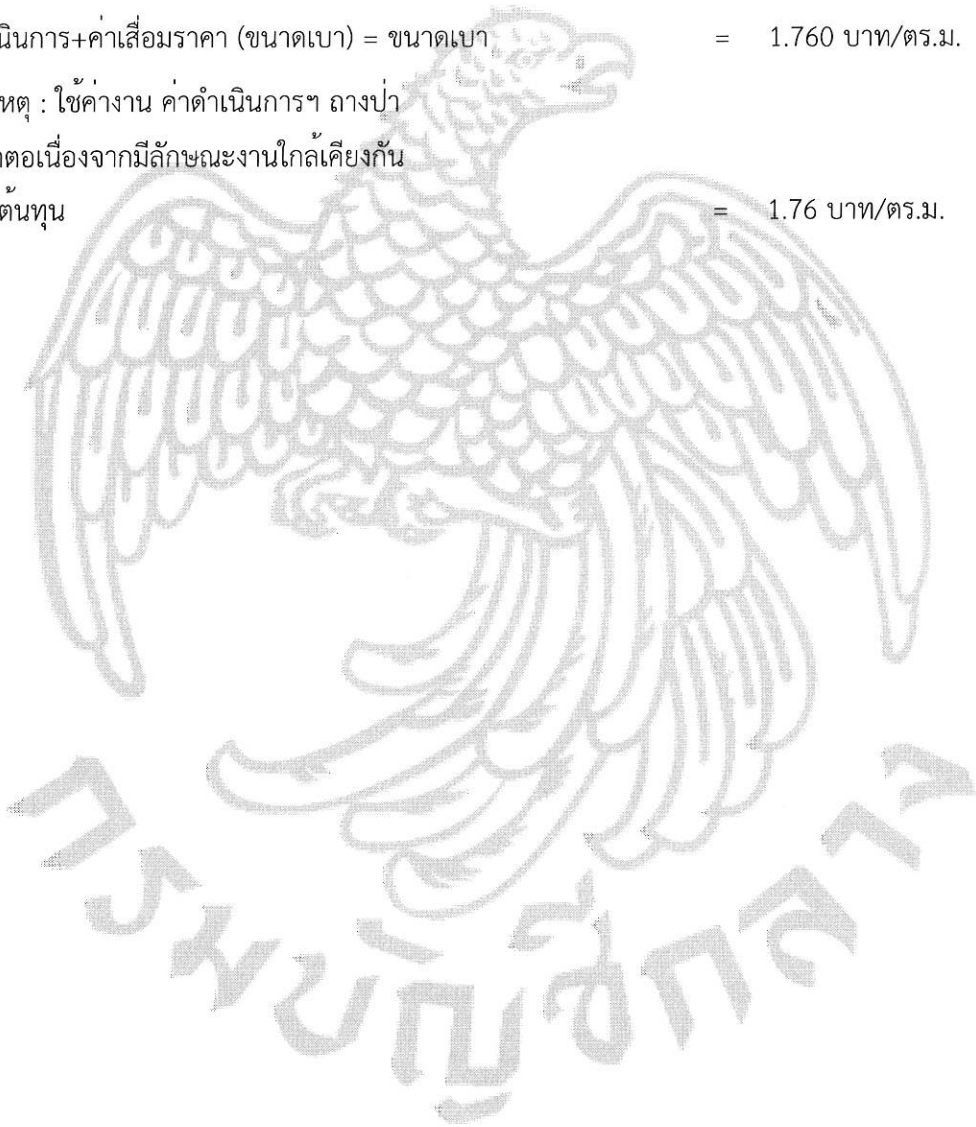 นินการ+ค่าเสื่อมราคา (ขนาดเบา) = ขนาดเบา = 1.760 บาท/ตร.ม.
หตุ : ใช้ค่างาน ค่าดำเนินการฯ ถางป่า
ตอเนื่องจากมีลักษณะงานใกล้เคียงกัน
ต้นทุน = 1.76 บาท/ตร.ม.
กรมบัญชีกลาง